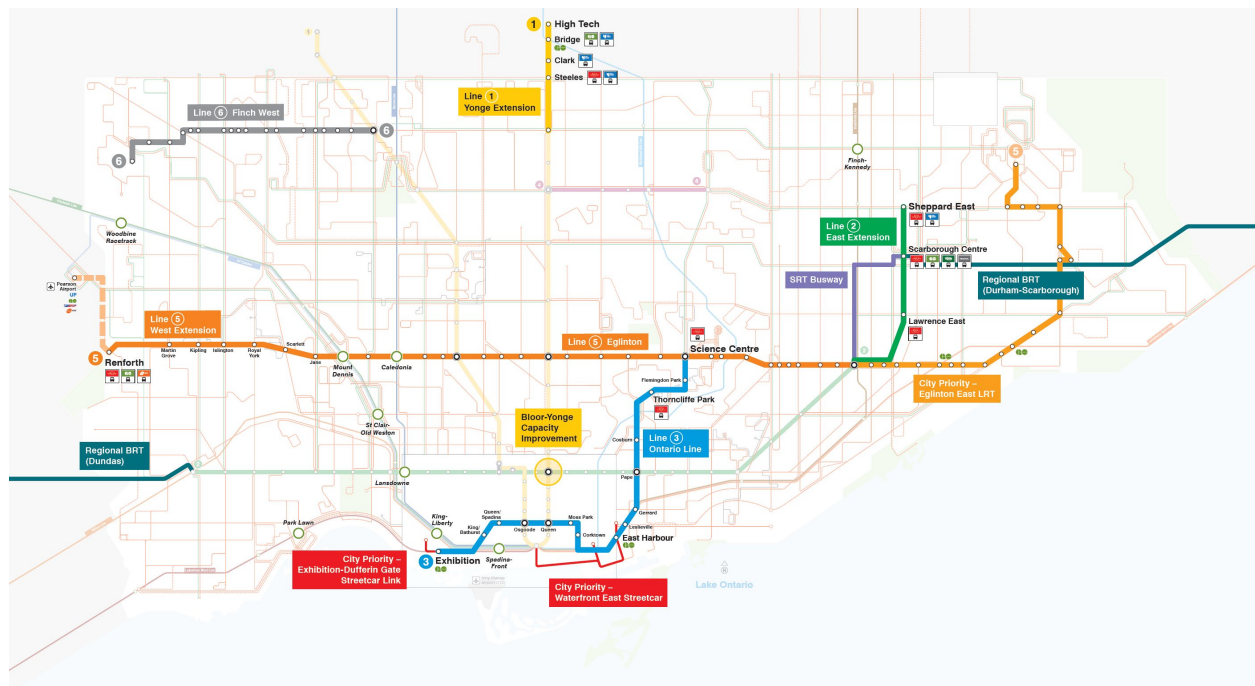 1 High Tech
Bridge
Clark
Steeles
Line 1
Yonge Extension
Line 6 Finch West
6
6
4
4
5
Finch-
Kennedy
Sheppard East
Line 2
East Extension
Scarborough Centre
SRT Busway
Regional BRT
(Durham-Scarborough)
Lawrence East
Woodbine
Racetrack
Pearson
Airport
UP
Line 5
West Extension
5
Renforth
Martin
Grove
Kipling
Islington
Royal
York
Scarlett
Jane
Mount
Dennis
Caledonia
Line 5 Eglinton
Science Centre
2
Flemingdon Park
Thorncliffe Park
City Priority –
Eglinton East LRT
St Clair-
Old Weston
Bloor-Yonge
Capacity
Improvement
Cosburn
Line 3
Ontario Line
Regional BRT
(Dundas)
Lansdowne
Pape
Park Lawn
King-
Liberty
Queen/
Spadina
King/
Bathurst
Osgoode
Queen
Moss Park
Corktown
Gerrard
Leslieville
East Harbour
3 Exhibition
Spadina-
Front
City Priority –
Exhibition-Dufferin Gate
Streetcar Link
City Priority –
Waterfront East Streetcar
Lake Ontario